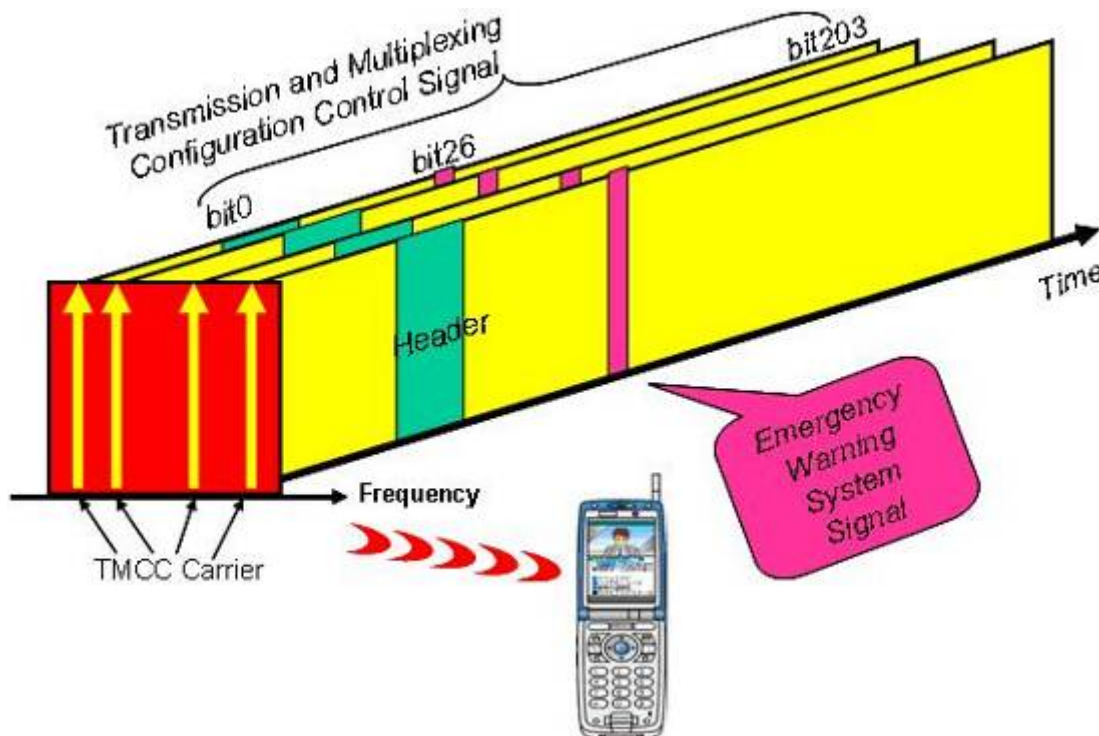 Transmission and Multiplexing
Configuration Control Signal
bit203
bit26
bit0
Header
Time
Emergency
Warning
System
Signal
Frequency
TMCC Carrier